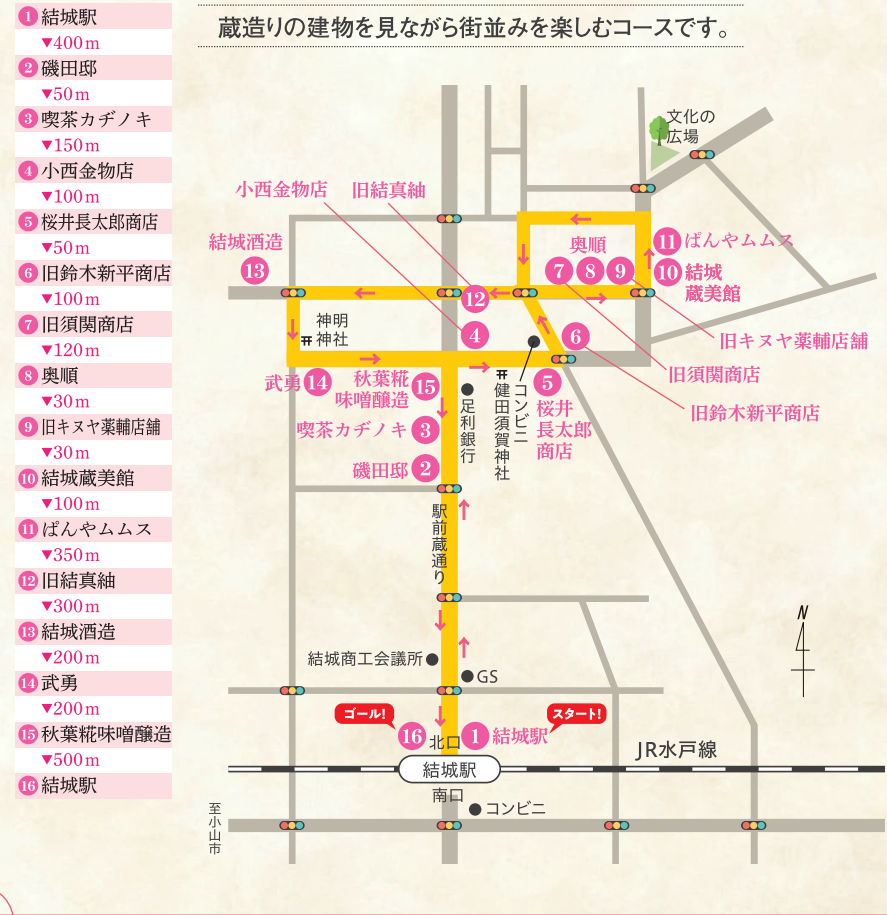 1 結城駅
▼400m
2 磯田邸
▼50m
3 喫茶カヂノキ
▼150m
4 小西金物店
▼100m
5 桜井長太郎商店
▼50m
6 旧鈴木新平商店
▼100m
7 旧須関商店
▼120m
8 奥順
▼30m
9 旧キヌヤ薬輔店舗
▼30m
10 結城蔵美館
▼100m
11 ぱんやムムス
▼350m
12 旧結真紬
▼300m
13 結城酒造
▼200m
14 武勇
▼200m
15 秋葉糀味噌醸造
▼500m
16 結城駅
蔵造りの建物を見ながら街並みを楽しむコースです。
文化の
広場
小西金物店
旧結真紬
結城酒造
13
奥順
7 8 9
11 ぱんやムムス
10 結城
蔵美館
12
神明
神社
4
6
旧キヌヤ薬輔店舗
旧須関商店
旧鈴木新平商店
武勇 14
秋葉糀
味噌醸造
15
喫茶カヂノキ 3
磯田邸 2
足利銀行
健田須賀神社
コンビニ
5
桜井
長太郎
商店
駅前蔵通り
結城商工会議所
GS
N
ゴール!
スタート!
16
北口
1 結城駅
JR水戸線
結城駅
南口
コンビニ
至小山市